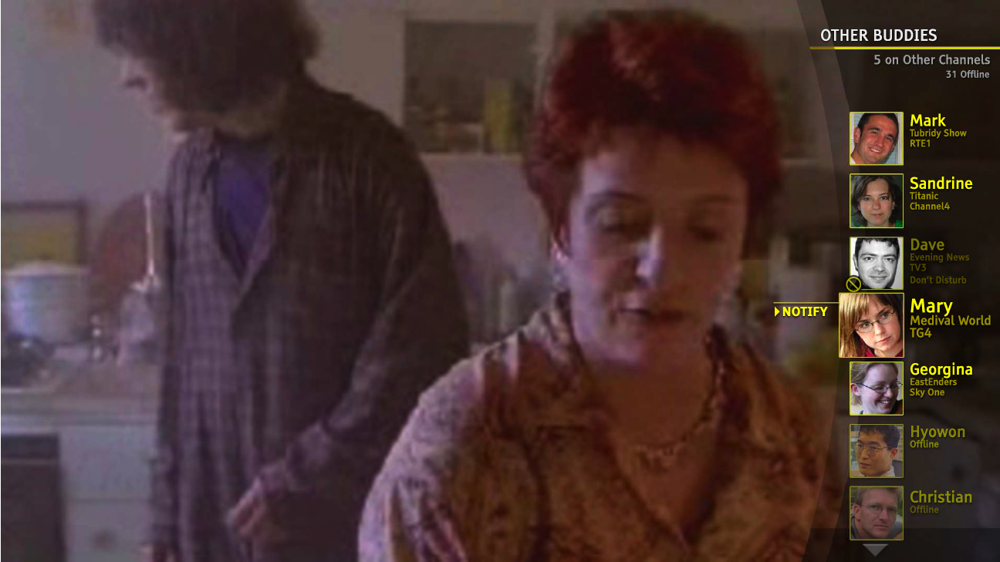 OTHER BUDDIES
5 on Other Channels
31 Offline
Mark
Tubridy Show
RTE1
Sandrine
Titanic
Channel4
Dave
Evening News
TV3
Don't Disturb
NOTIFY
Mary
Medival World
TG4
Georgina
EastEnders
Sky One
Hyowon
Offline
Christian
Offline